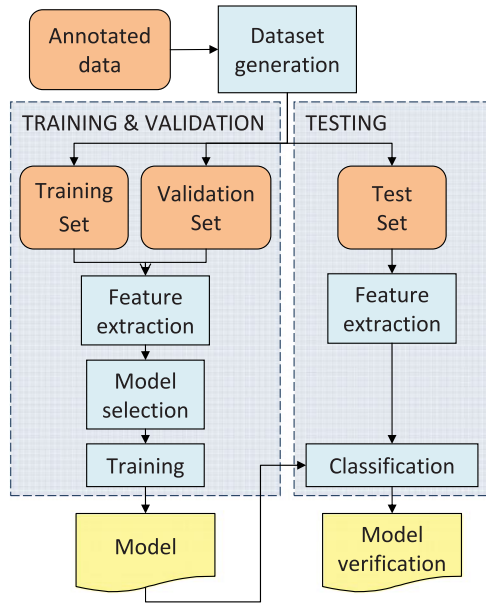 Annotated
data
Dataset
generation
TRAINING & VALIDATION
TESTING
Training
Set
Validation
Set
Test
Set
Feature
extraction
Feature
extraction
Model
selection
Training
Classification
Model
Model
verification